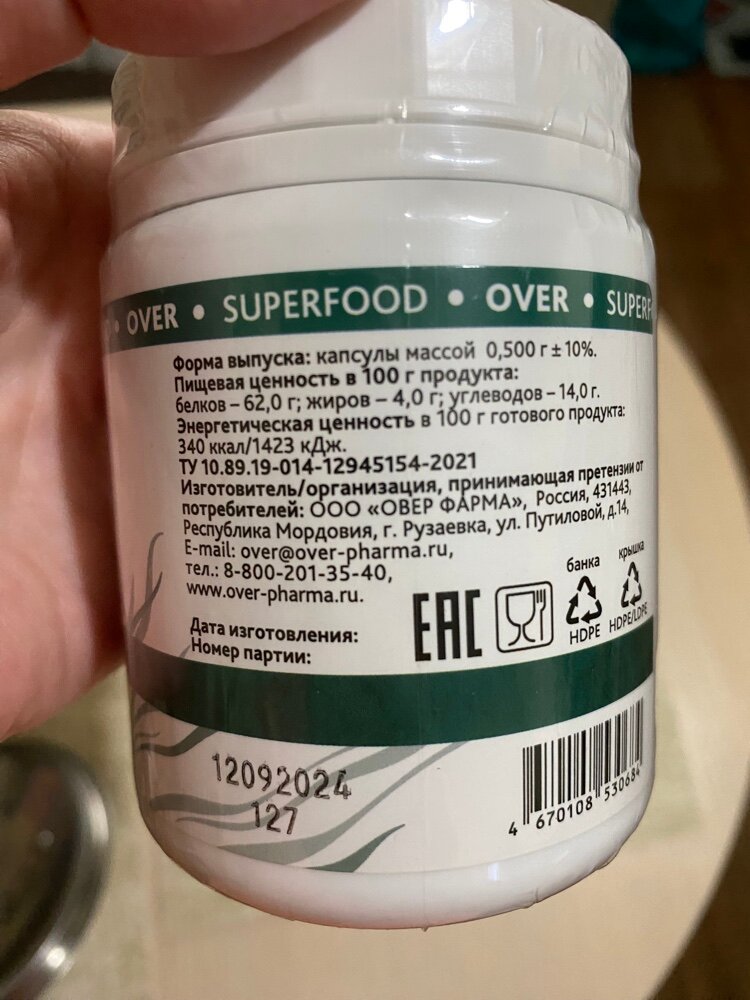 OVER • SUPERFOOD • OVER • SUPERF
Форма выпуска: капсулы массой 0,500 г ± 10%.
Пищевая ценность в 100 г продукта:
белков – 62,0 г; жиров – 4,0 г; углеводов – 14,0 г.
Энергетическая ценность в 100 г готового продукта:
340 ккал/1423 кДж.
ТУ 10.89.19-014-12945154-2021
Изготовитель/организация, принимающая претензии от
потребителей: ООО «ОВЕР ФАРМА», Россия, 431443,
Республика Мордовия, г. Рузаевка, ул. Путиловой, д.14,
E-mail: over@over-pharma.ru,
тел.: 8-800-201-35-40,
www.over-pharma.ru.
Дата изготовления:
Номер партии:
EAC
банка
HDPE
крышка
HDPE/LDPE
12092024
127
4 670108 530684